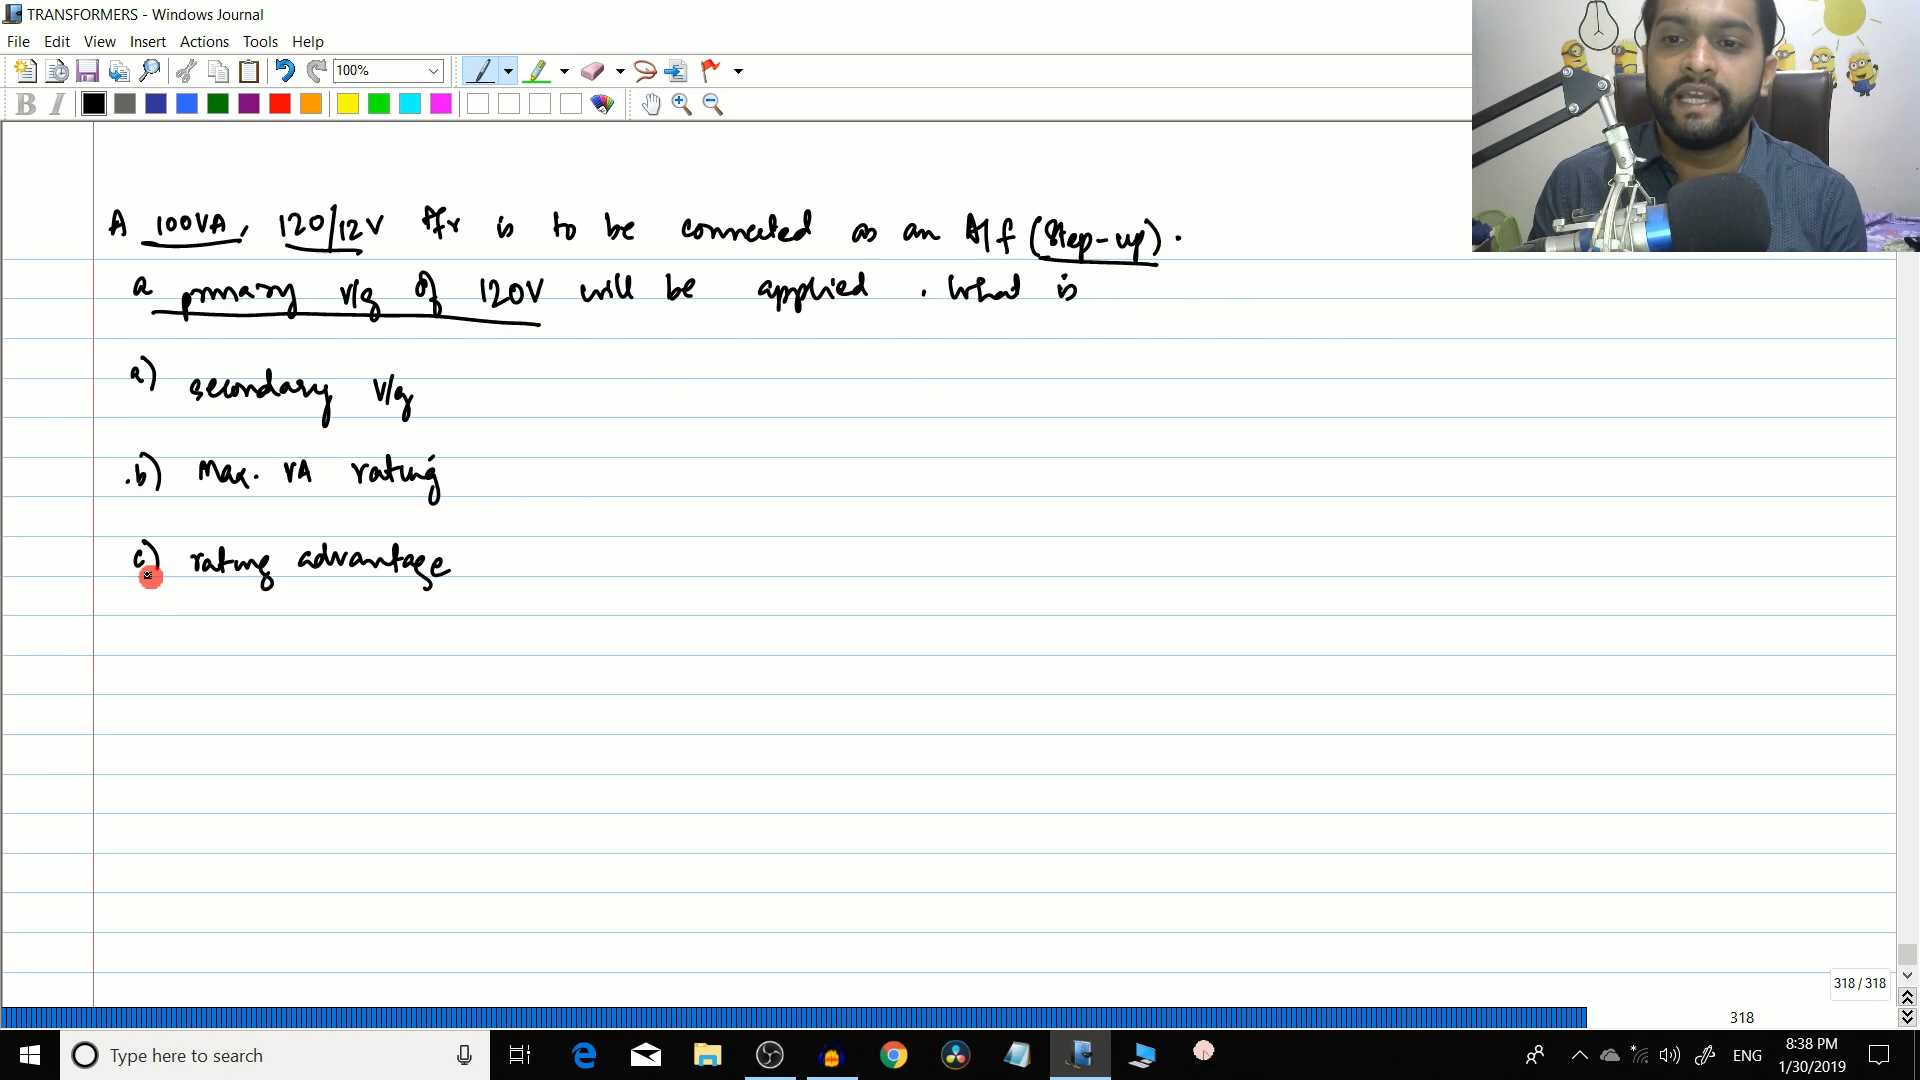 TRANSFORMERS - Windows Journal
File Edit View Insert Actions Tools Help
100%
B I
A 100VA, 120/12V tfr is to be connected as an A/f (step-up).
a primary v/g of 120V will be applied. What is
a) secondary v/g
b) Max. VA rating
c) rating advantage
318 / 318
318
Type here to search
ENG
8:38 PM
1/30/2019